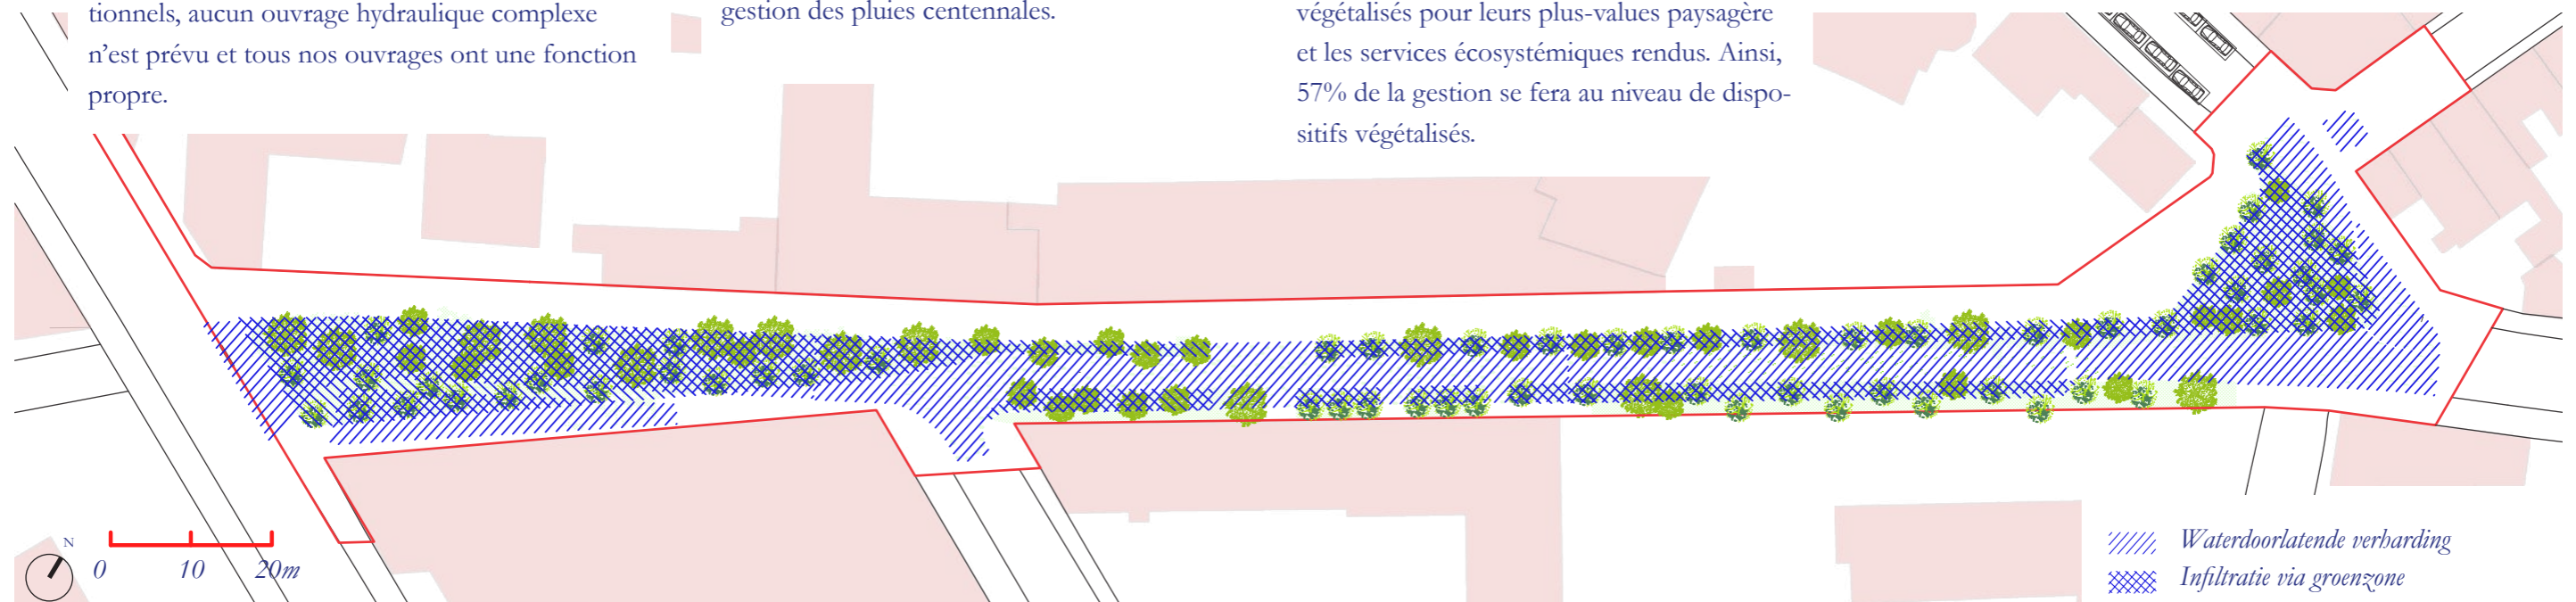 tionnels, aucun ouvrage hydraulique complexe
n’est prévu et tous nos ouvrages ont une fonction
propre.
gestion des pluies centennales.
végétalisés pour leurs plus-values paysagère
et les services écosystémiques rendus. Ainsi,
57% de la gestion se fera au niveau de dispo-
sitifs végétalisés.
N
0 10 20m
Waterdoorlatende verharding
Infiltratie via groenzone